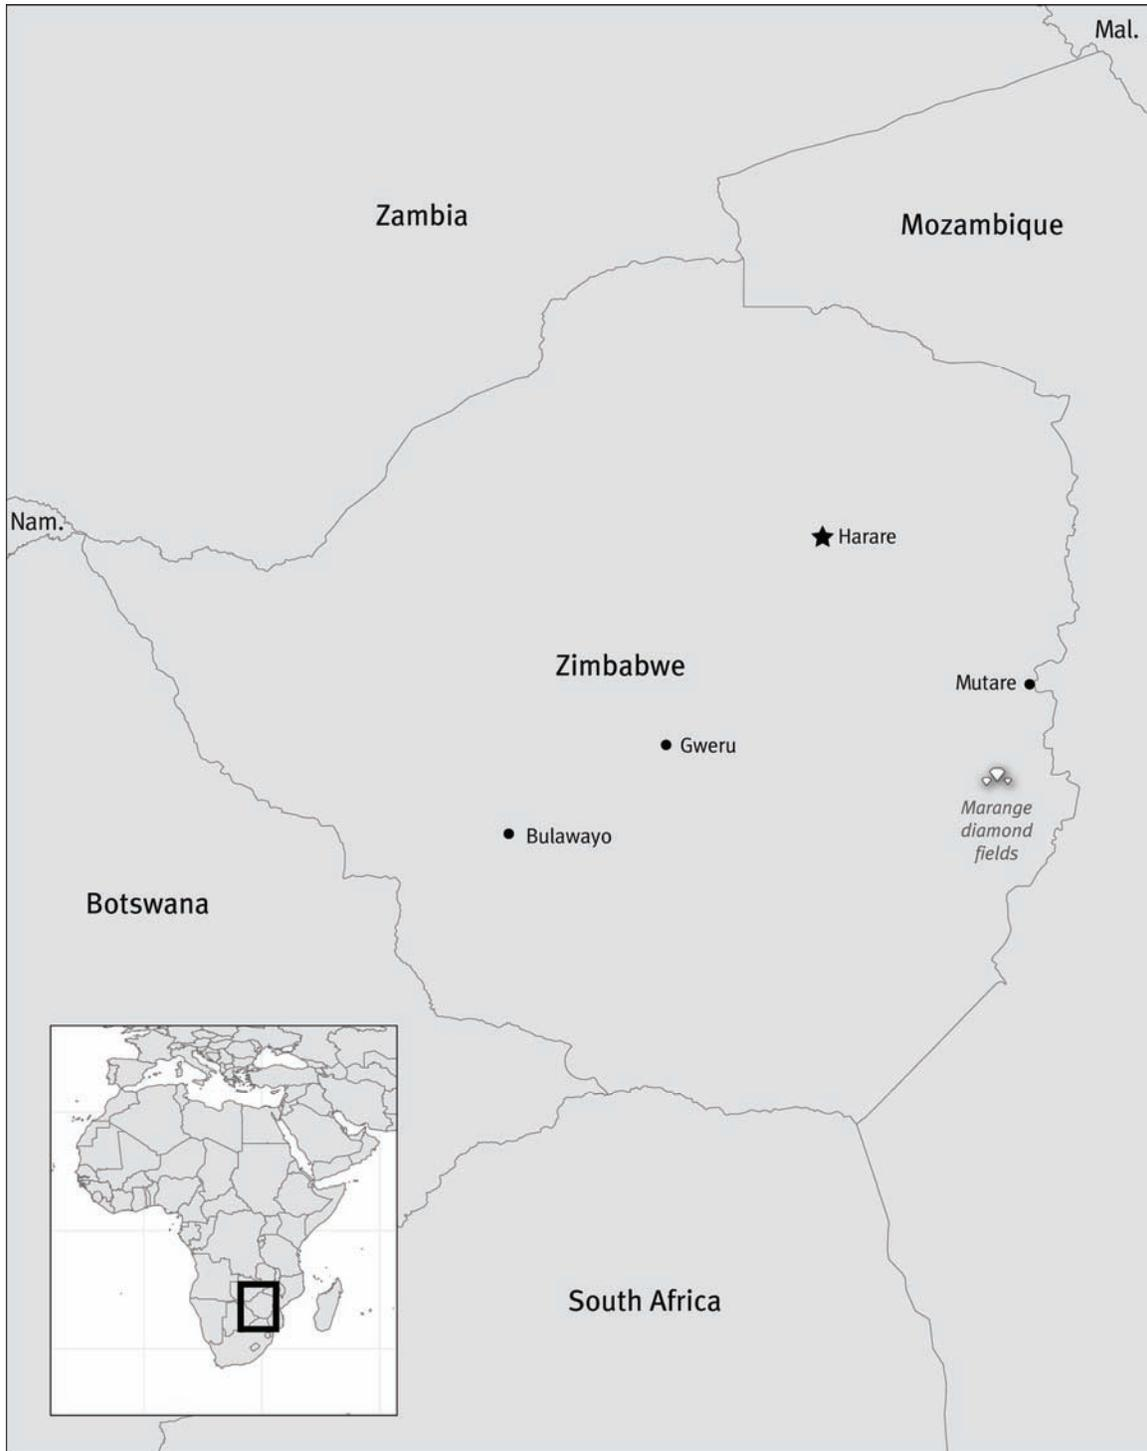 Mal.
Zambia
Mozambique
Nam.
Harare
Zimbabwe
Mutare
Gweru
Marange
diamond
fields
Bulawayo
Botswana
South Africa